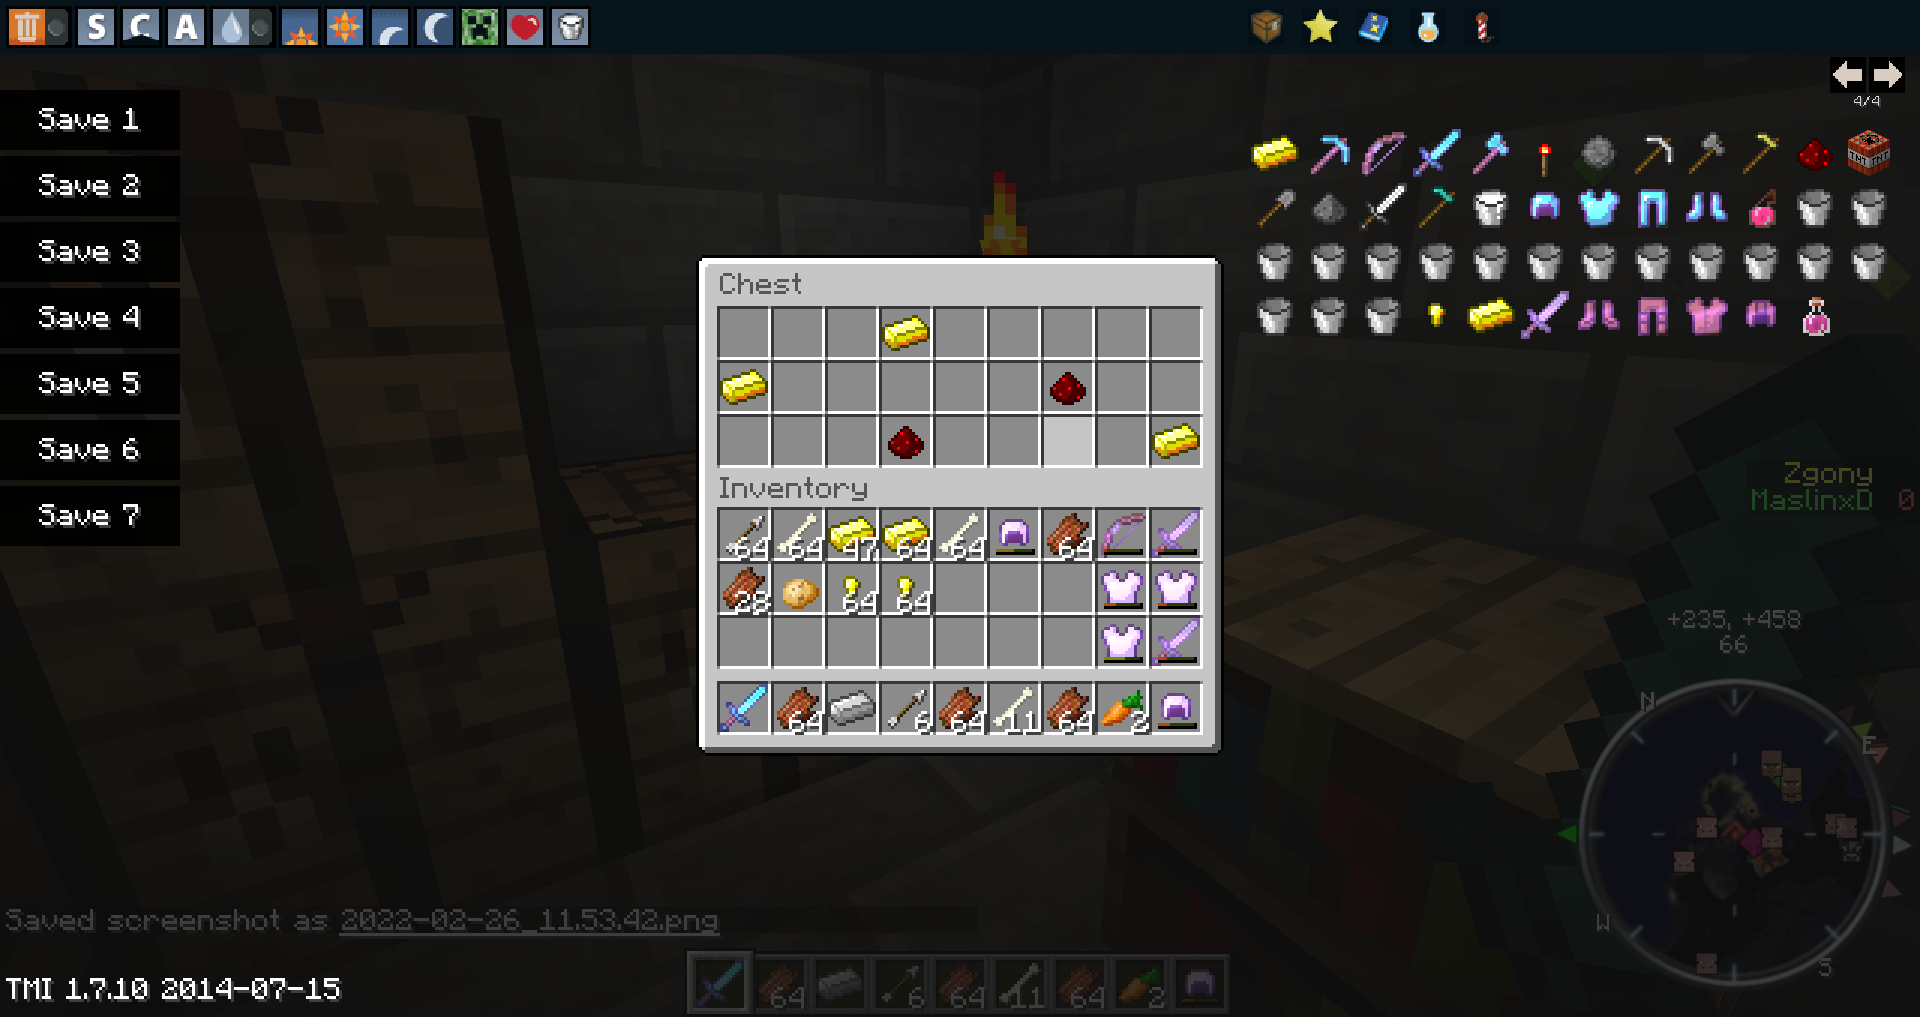 S C A
4/4
Save 1
Save 2
Save 3
Save 4
Save 5
Save 6
Save 7
TNT TNT
Chest
Inventory
64 64 47 64 64 64
28 64 64
64 6 64 11 64 2
Zgony
MaslinxD 0
+235, +458
66
N
E
W
S
Saved screenshot as 2022-02-26_11.53.42.png
TMI 1.7.10 2014-07-15
64 6 64 11 64 2